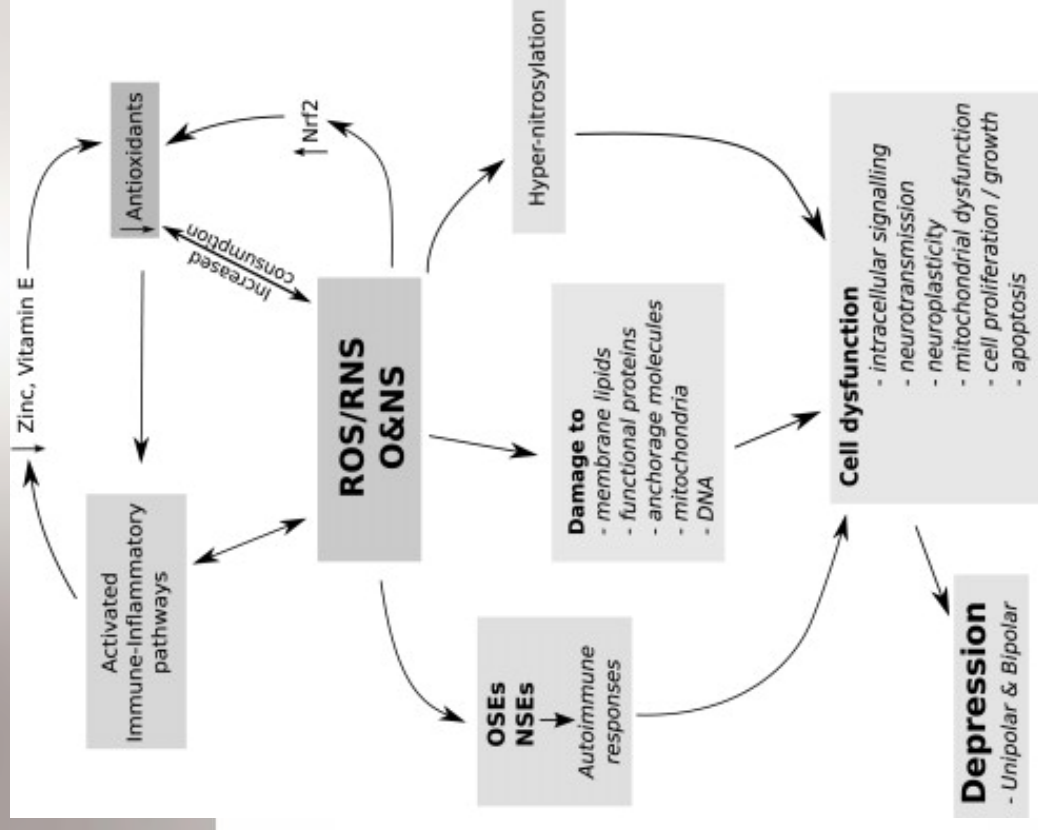 ↓ Zinc, Vitamin E
Activated
Immune-Inflammatory
pathways
↓ Antioxidants
Increased
consumption
↑ Nrf2
ROS/RNS
O&NS
OSEs
NSEs
Autoimmune
responses
Damage to
- membrane lipids
- functional proteins
- anchorage molecules
- mitochondria
- DNA
Hyper-nitrosylation
Cell dysfunction
- intracellular signalling
- neurotransmission
- neuroplasticity
- mitochondrial dysfunction
- cell proliferation / growth
- apoptosis
Depression
- Unipolar & Bipolar